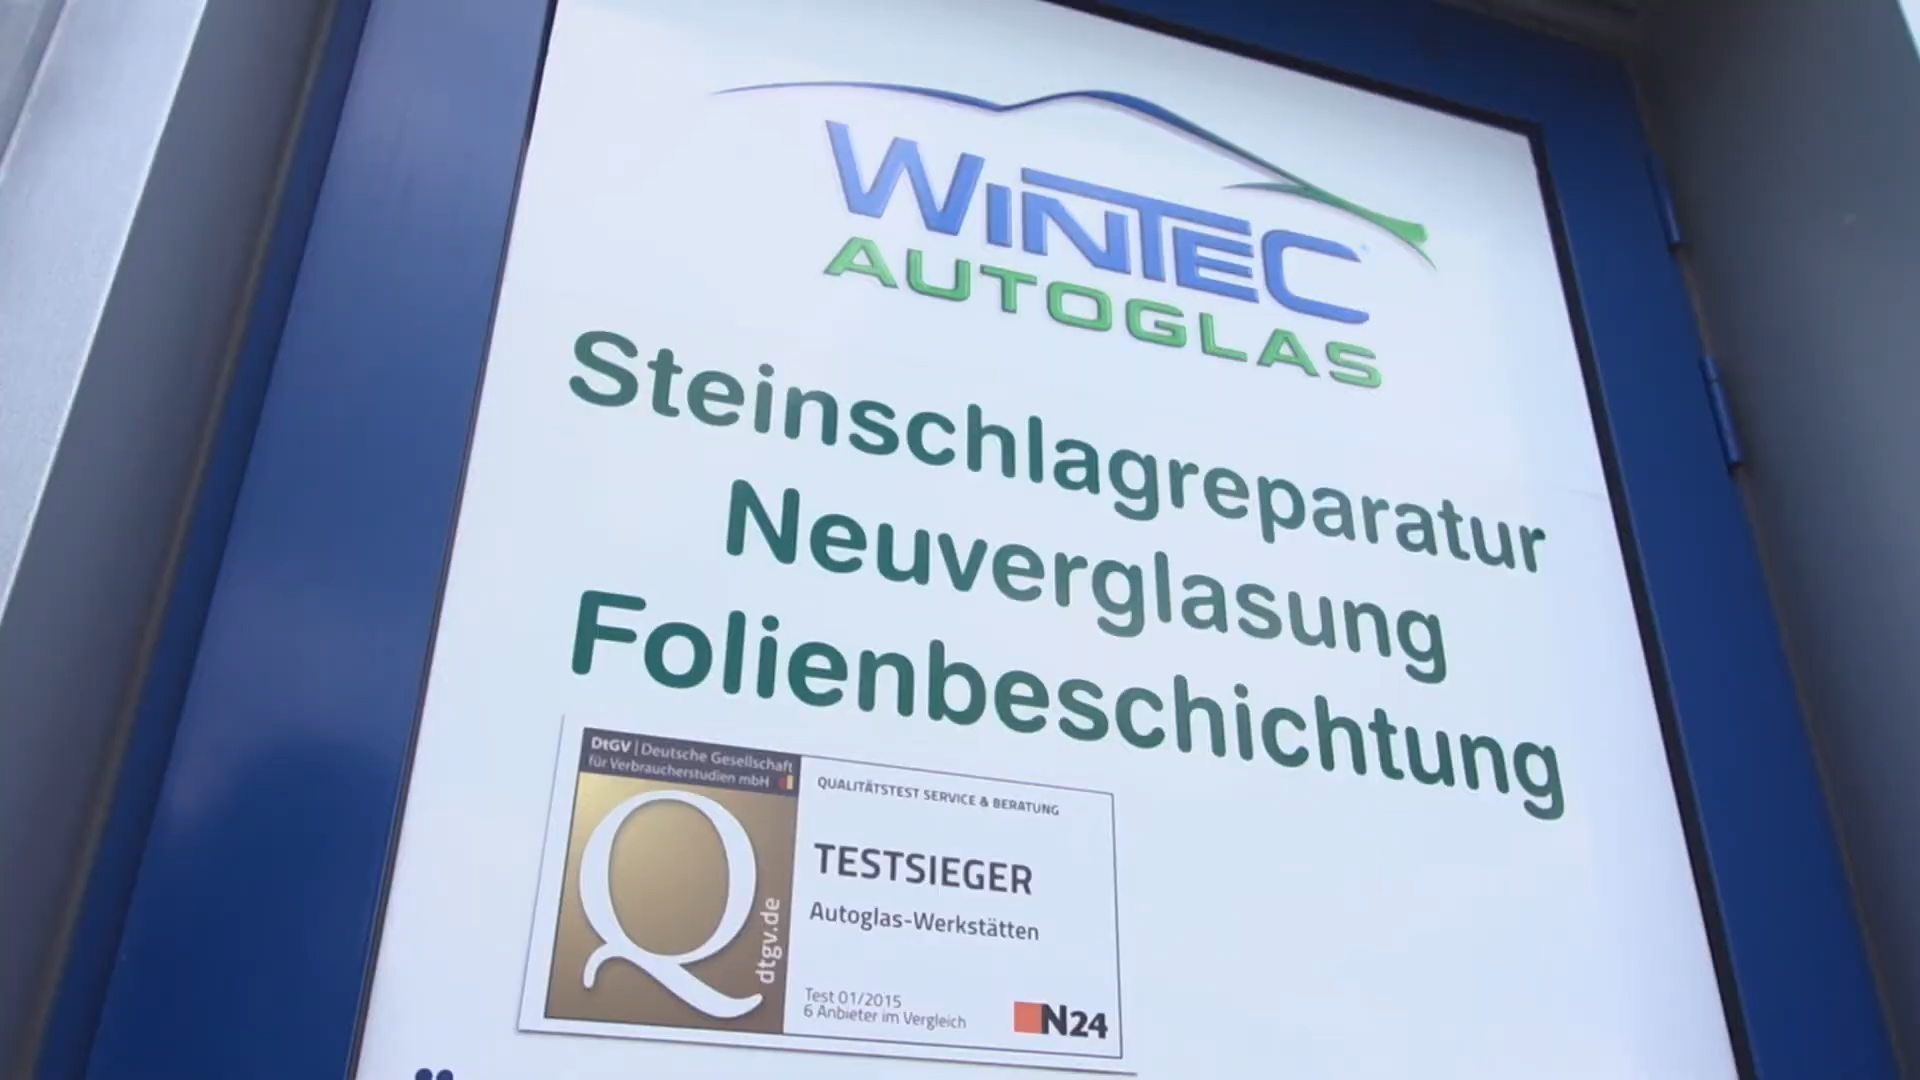 WINTEC
AUTOGLAS
Steinschlagreparatur
Neuverglasung
Folienbeschichtung
DtGV | Deutsche Gesellschaft
für Verbraucherstudien mbH
Q
dtgv.de
QUALITÄTSTEST SERVICE & BERATUNG
TESTSIEGER
Autoglas-Werkstätten
Test 01/2015
6 Anbieter im Vergleich
N24